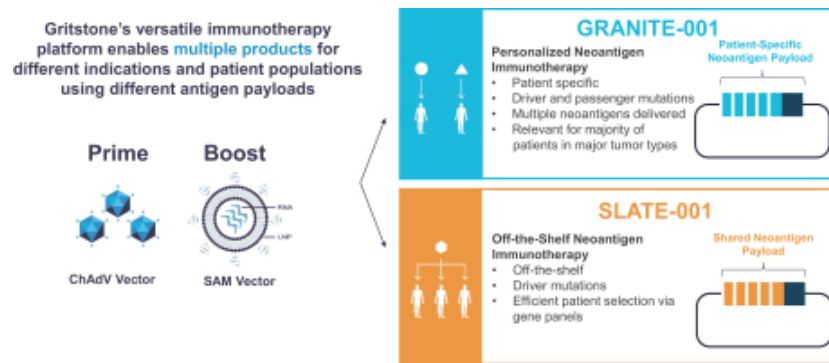 Gritstone's versatile immunotherapy
platform enables multiple products for
different indications and patient populations
using different antigen payloads
Prime
Boost
RNA
LNP
ChAdV Vector
SAM Vector
GRANITE-001
Personalized Neoantigen
Immunotherapy
• Patient specific
• Driver and passenger mutations
• Multiple neoantigens delivered
• Relevant for majority of
patients in major tumor types
Patient-Specific
Neoantigen Payload
SLATE-001
Off-the-Shelf Neoantigen
Immunotherapy
• Off-the-shelf
• Driver mutations
• Efficient patient selection via
gene panels
Shared Neoantigen
Payload